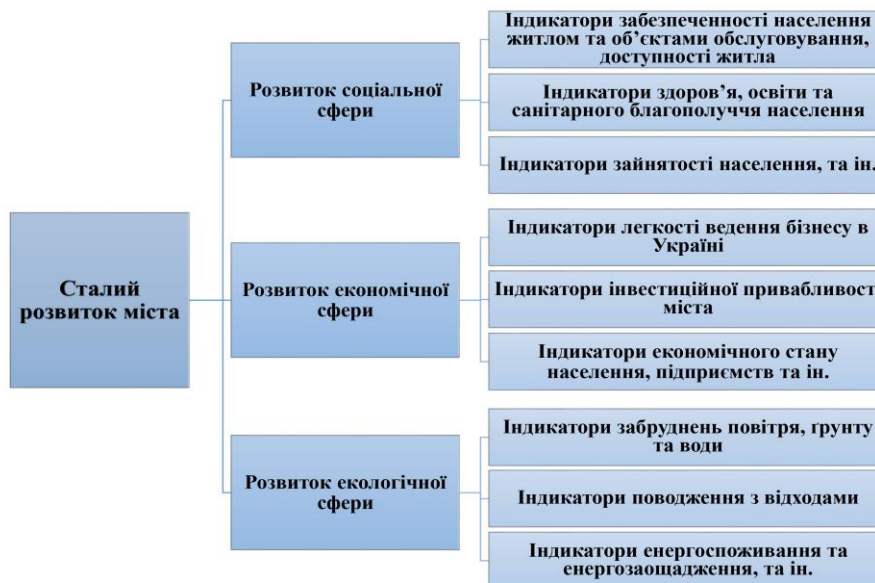 Сталий
розвиток міста
Розвиток соціальної
сфери
Індикатори забезпеченності населення
житлом та об’єктами обслуговування,
доступності житла
Індикатори здоров’я, освіти та
санітарного благополуччя населення
Індикатори зайнятості населення, та ін.
Розвиток економічної
сфери
Індикатори легкості ведення бізнесу в
Україні
Індикатори інвестиційної привабливості
міста
Індикатори економічного стану
населення, підприємств та ін.
Розвиток екологічної
сфери
Індикатори забруднень повітря, ґрунту
та води
Індикатори поводження з відходами
Індикатори енергоспоживання та
енергозаощадження, та ін.